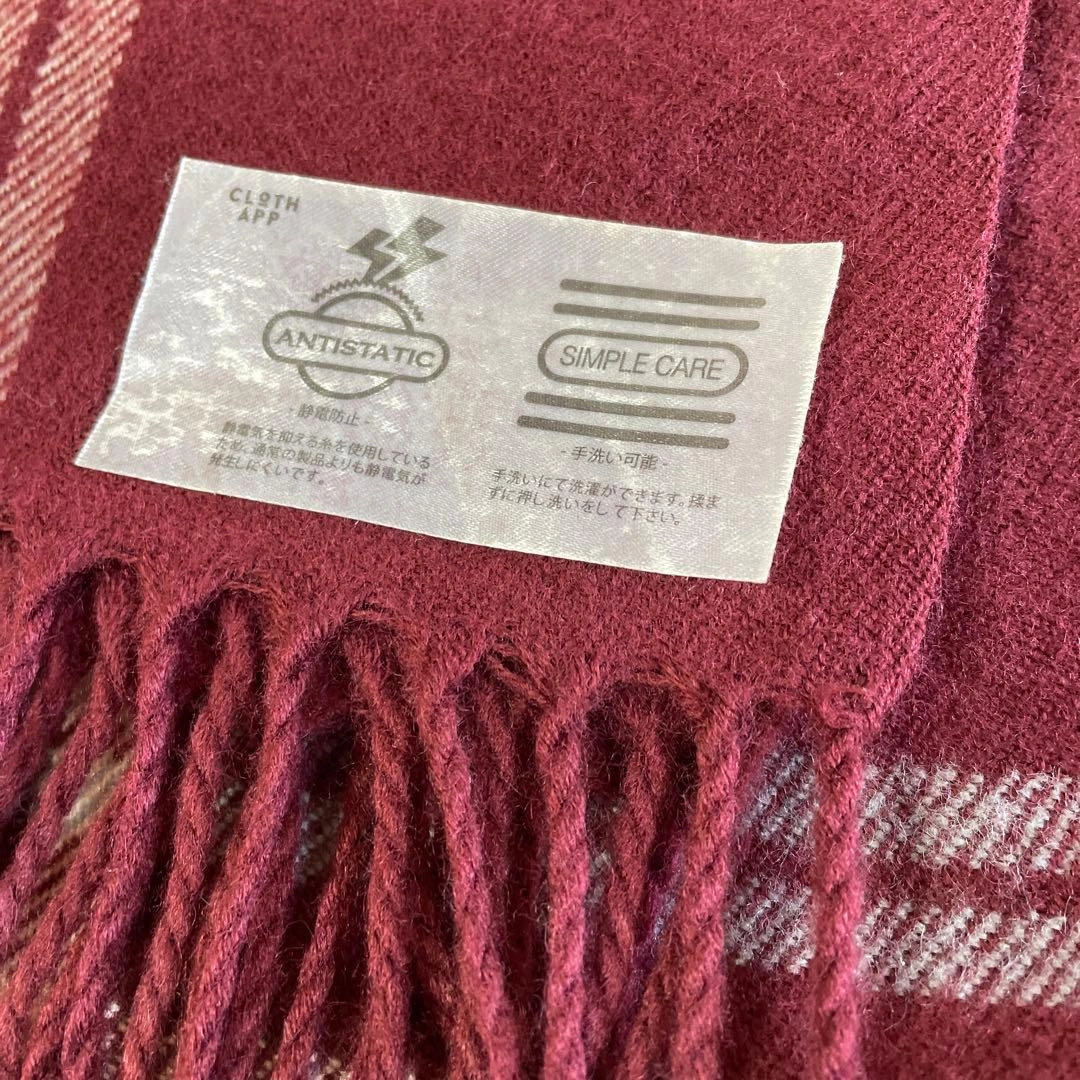 CLOTH
APP
ANTISTATIC
- 静電防止 -
静電気を抑える糸を使用している
ため、通常の製品よりも静電気が
発生しにくいです。
SIMPLE CARE
- 手洗い可能 -
手洗いにて洗濯ができます。揉ま
ずに押し洗いをして下さい。